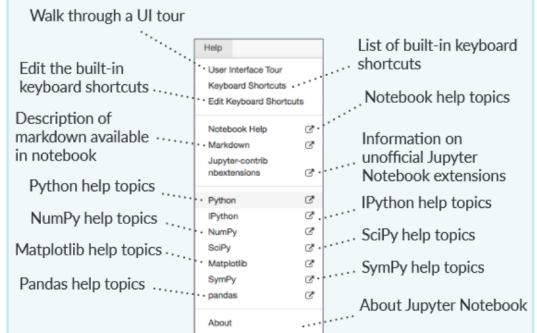 Walk through a UI tour
Edit the built-in
keyboard shortcuts
Description of
markdown available
in notebook
Python help topics
NumPy help topics
Matplotlib help topics
Pandas help topics
Help
User Interface Tour
Keyboard Shortcuts
Edit Keyboard Shortcuts
Notebook Help
Markdown
Jupyter-contrib
nbextensions
Python
IPython
NumPy
SciPy
Matplotlib
SymPy
pandas
About
List of built-in keyboard
shortcuts
Notebook help topics
Information on
unofficial Jupyter
Notebook extensions
IPython help topics
SciPy help topics
SymPy help topics
About Jupyter Notebook